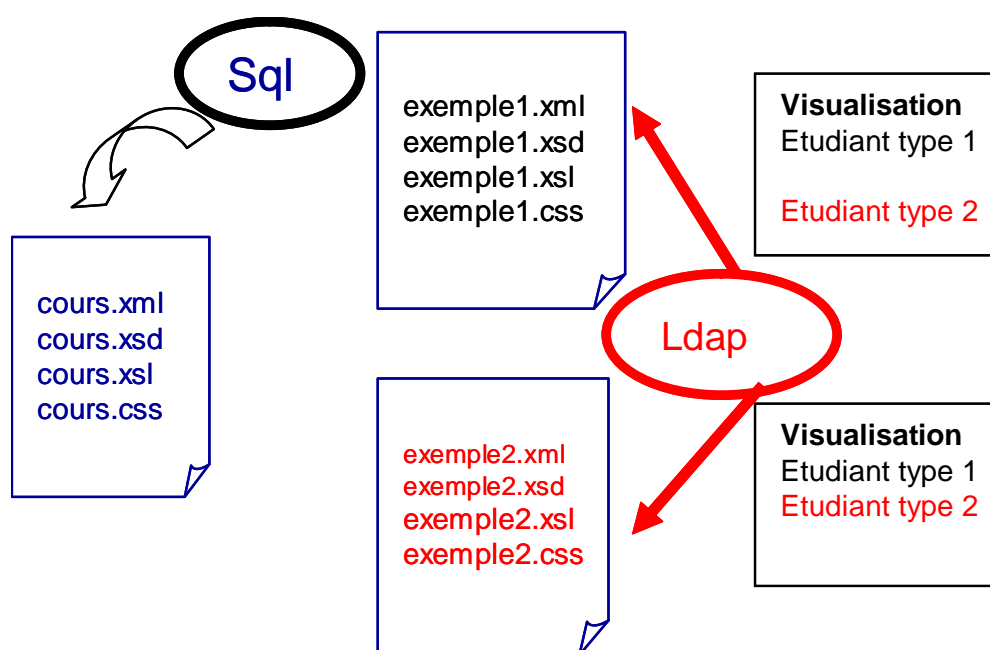 Sql
exemple1.xml
exemple1.xsd
exemple1.xsl
exemple1.css
Visualisation
Etudiant type 1
Etudiant type 2
cours.xml
cours.xsd
cours.xsl
cours.css
Ldap
exemple2.xml
exemple2.xsd
exemple2.xsl
exemple2.css
Visualisation
Etudiant type 1
Etudiant type 2